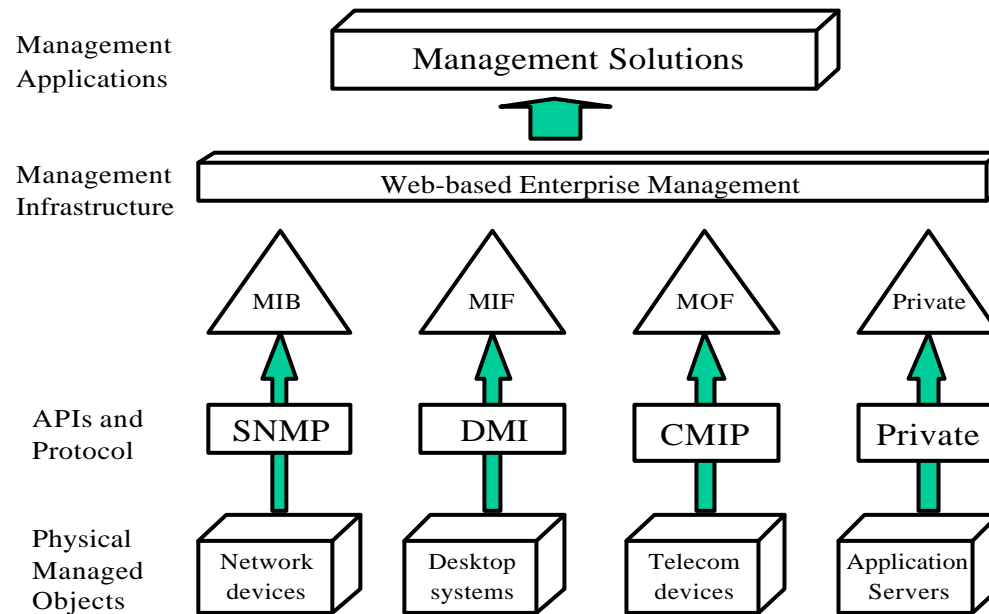 Management
Applications
Management Solutions
Management
Infrastructure
Web-based Enterprise Management
MIB
MIF
MOF
Private
APIs and
Protocol
SNMP
DMI
CMIP
Private
Physical
Managed
Objects
Network
devices
Desktop
systems
Telecom
devices
Application
Servers